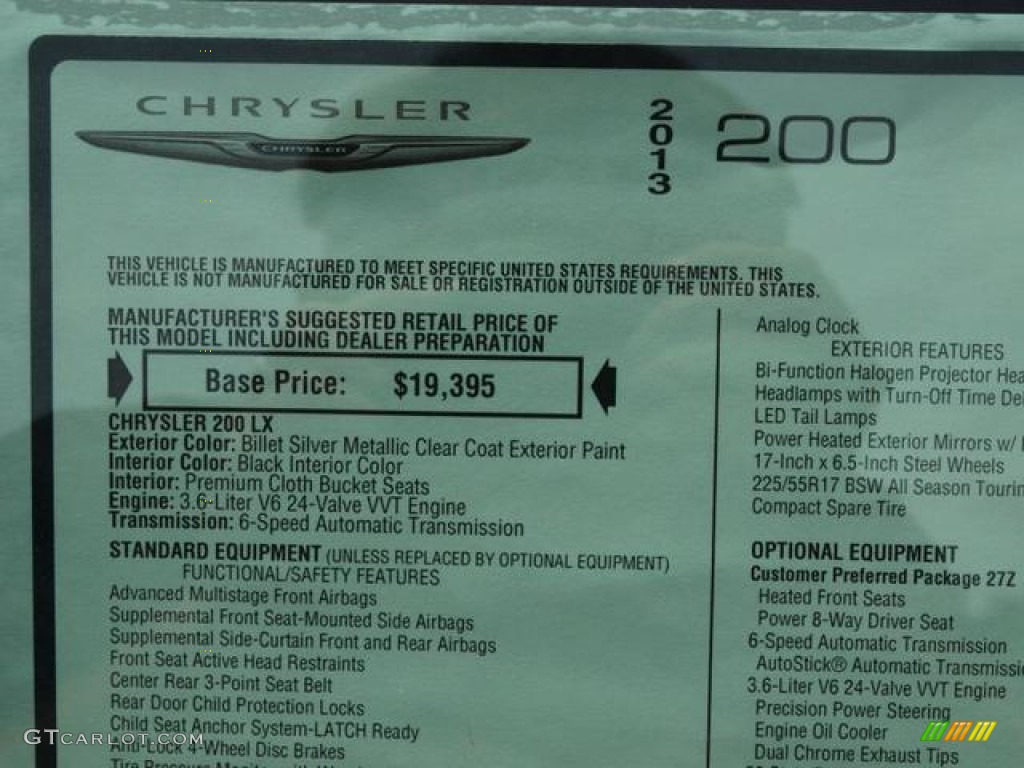 CHRYSLER
CHRYSLER
2013
200
THIS VEHICLE IS MANUFACTURED TO MEET SPECIFIC UNITED STATES REQUIREMENTS. THIS
VEHICLE IS NOT MANUFACTURED FOR SALE OR REGISTRATION OUTSIDE OF THE UNITED STATES.
MANUFACTURER'S SUGGESTED RETAIL PRICE OF
THIS MODEL INCLUDING DEALER PREPARATION
Base Price: $19,395
CHRYSLER 200 LX
Exterior Color: Billet Silver Metallic Clear Coat Exterior Paint
Interior Color: Black Interior Color
Interior: Premium Cloth Bucket Seats
Engine: 3.6-Liter V6 24-Valve VVT Engine
Transmission: 6-Speed Automatic Transmission
STANDARD EQUIPMENT (UNLESS REPLACED BY OPTIONAL EQUIPMENT)
FUNCTIONAL/SAFETY FEATURES
Advanced Multistage Front Airbags
Supplemental Front Seat-Mounted Side Airbags
Supplemental Side-Curtain Front and Rear Airbags
Front Seat Active Head Restraints
Center Rear 3-Point Seat Belt
Rear Door Child Protection Locks
Child Seat Anchor System-LATCH Ready
Anti-Lock 4-Wheel Disc Brakes
Tire Pressure
Analog Clock
EXTERIOR FEATURES
Bi-Function Halogen Projector
Headlamps with Turn-Off Time
LED Tail Lamps
Power Heated Exterior Mirrors w/
17-Inch x 6.5-Inch Steel Wheels
225/55R17 BSW All Season
Compact Spare Tire
OPTIONAL EQUIPMENT
Customer Preferred Package 27Z
Heated Front Seats
Power 8-Way Driver Seat
6-Speed Automatic Transmission
AutoStick® Automatic
3.6-Liter V6 24-Valve VVT Engine
Precision Power Steering
Engine Oil Cooler
Dual Chrome Exhaust Tips
GTCARLOT.COM